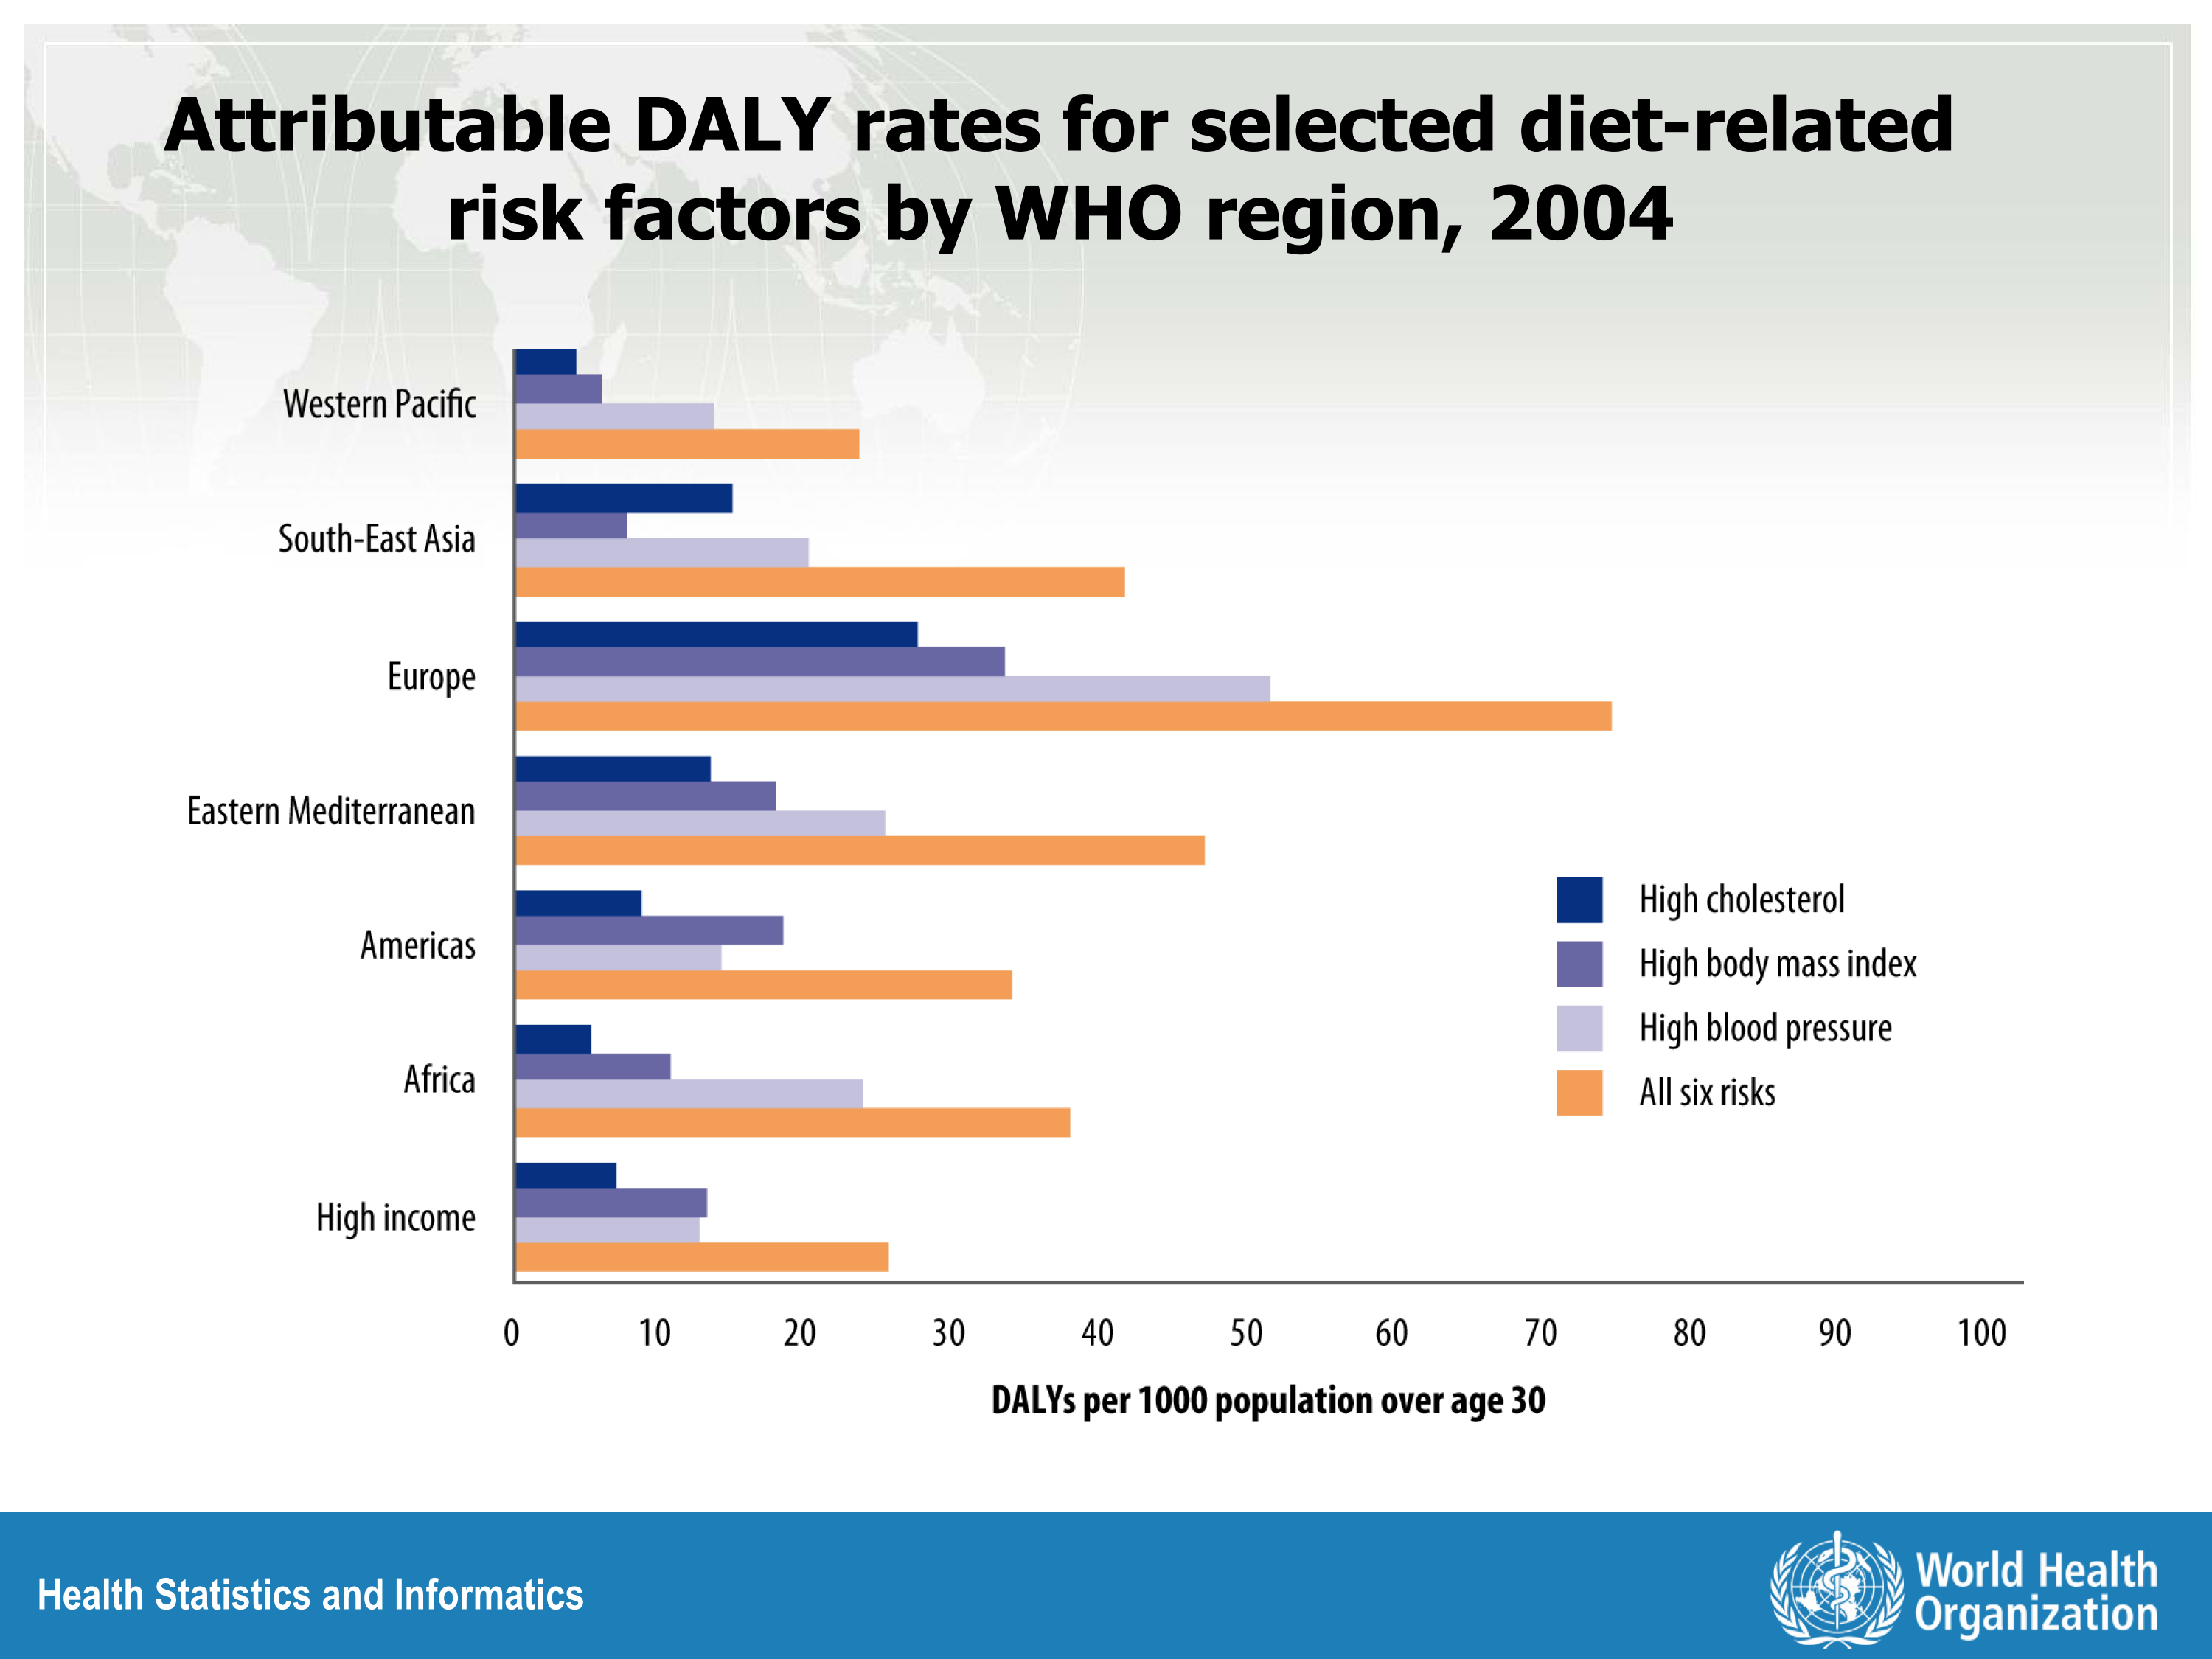 Attributable DALY rates for selected diet-related
risk factors by WHO region, 2004
Western Pacific
South-East Asia
Europe
Eastern Mediterranean
Americas
Africa
High income
High cholesterol
High body mass index
High blood pressure
All six risks
0 10 20 30 40 50 60 70 80 90 100
DALYs per 1000 population over age 30
Health Statistics and Informatics
World Health
Organization